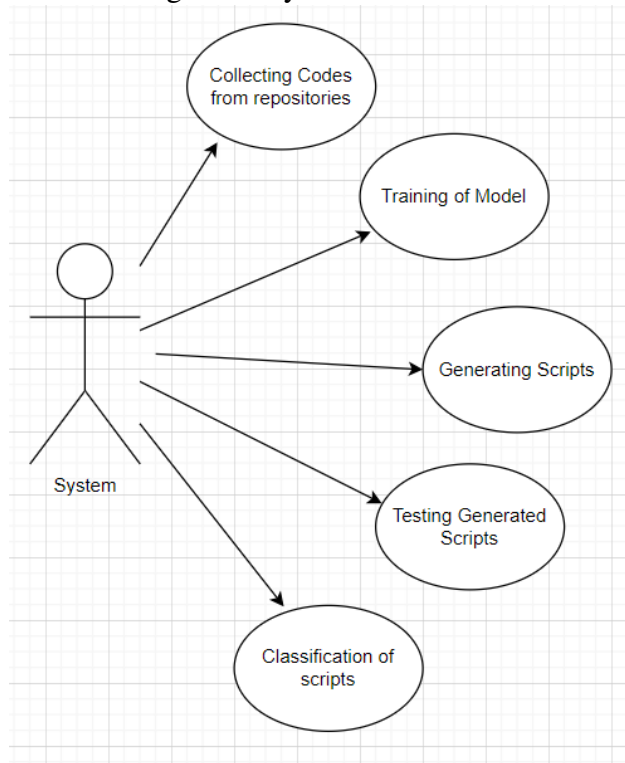 Collecting Codes
from repositories
Training of Model
Generating Scripts
System
Testing Generated
Scripts
Classification of
scripts